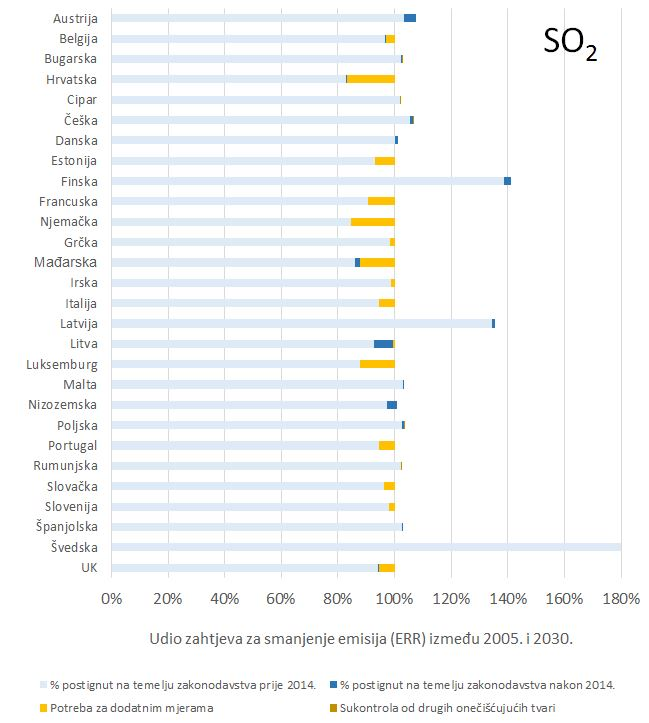 SO2
Austrija
Belgija
Bugarska
Hrvatska
Cipar
Češka
Danska
Estonija
Finska
Francuska
Njemačka
Grčka
Mađarska
Irska
Italija
Latvija
Litva
Luksemburg
Malta
Nizozemska
Poljska
Portugal
Rumunjska
Slovačka
Slovenija
Španjolska
Švedska
UK
0% 20% 40% 60% 80% 100% 120% 140% 160% 180%
Udio zahtjeva za smanjenje emisija (ERR) između 2005. i 2030.
% postignut na temelju zakonodavstva prije 2014. % postignut na temelju zakonodavstva nakon 2014.
Potreba za dodatnim mjerama Sukontrola od drugih onečišćujućih tvari